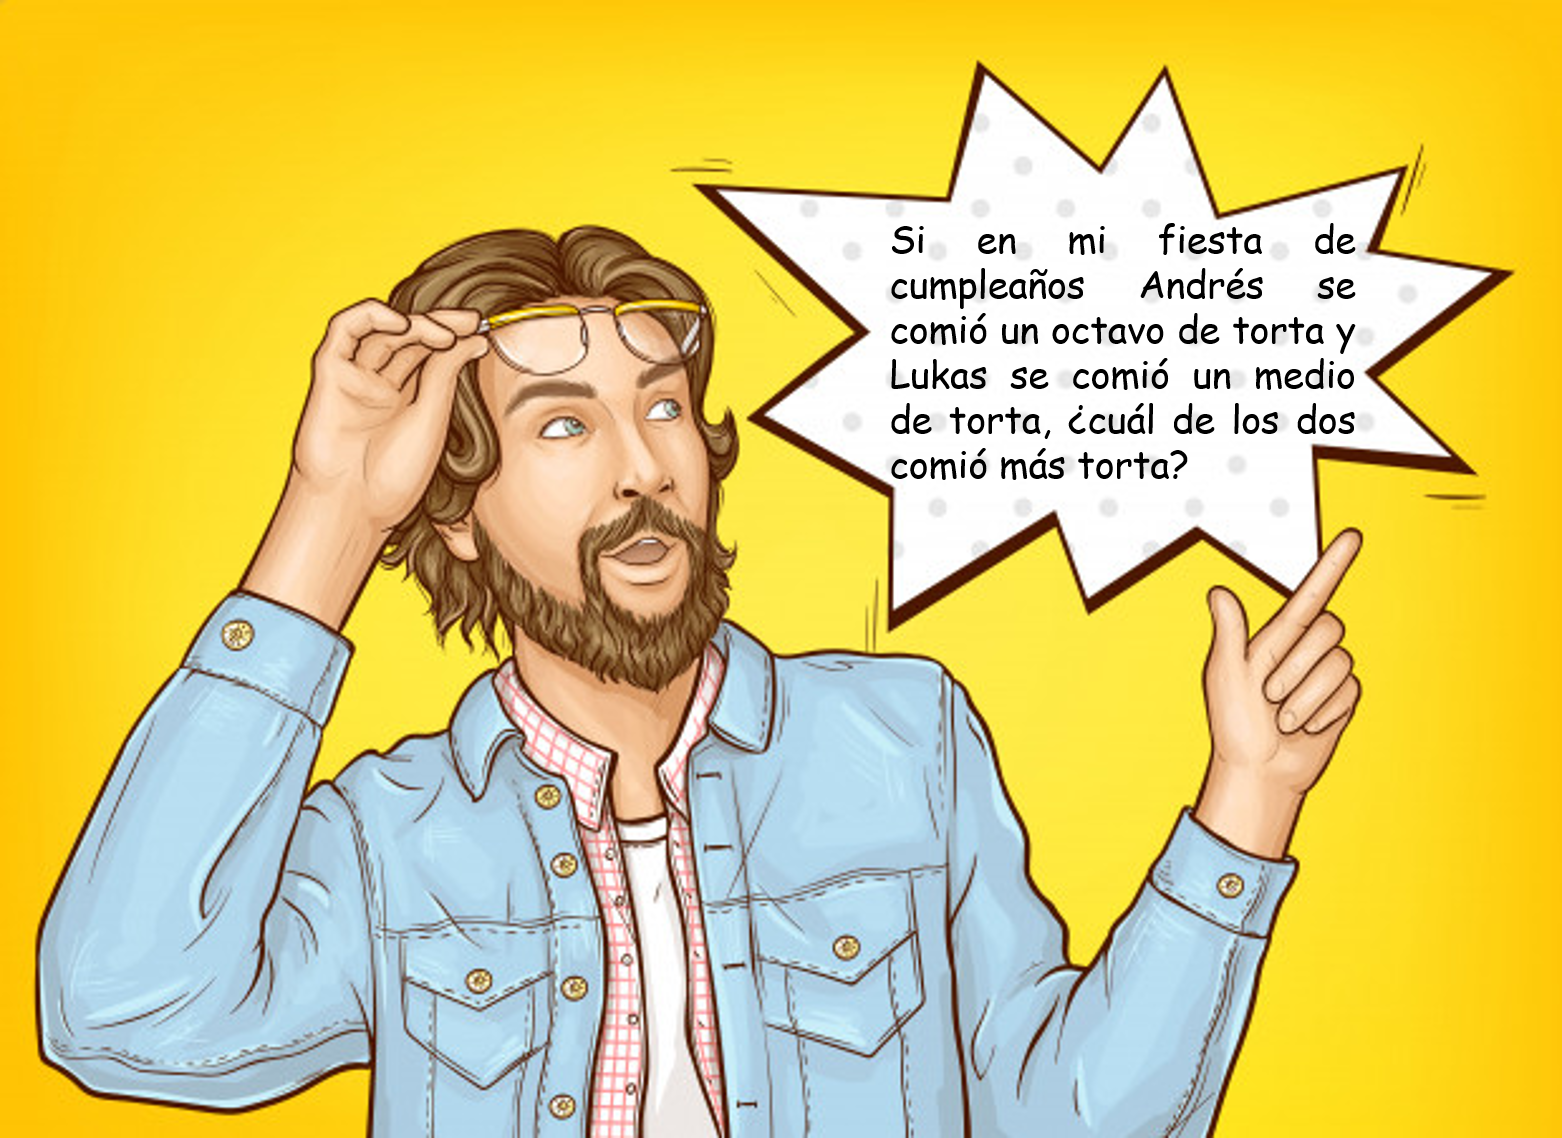 Si en mi fiesta de
cumpleaños Andrés se
comió un octavo de torta y
Lukas se comió un medio
de torta, ¿cuál de los dos
comió más torta?